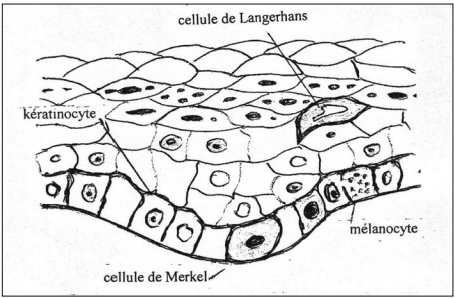 cellule de Langerhans
kératinocyte
mélanocyte
cellule de Merkel